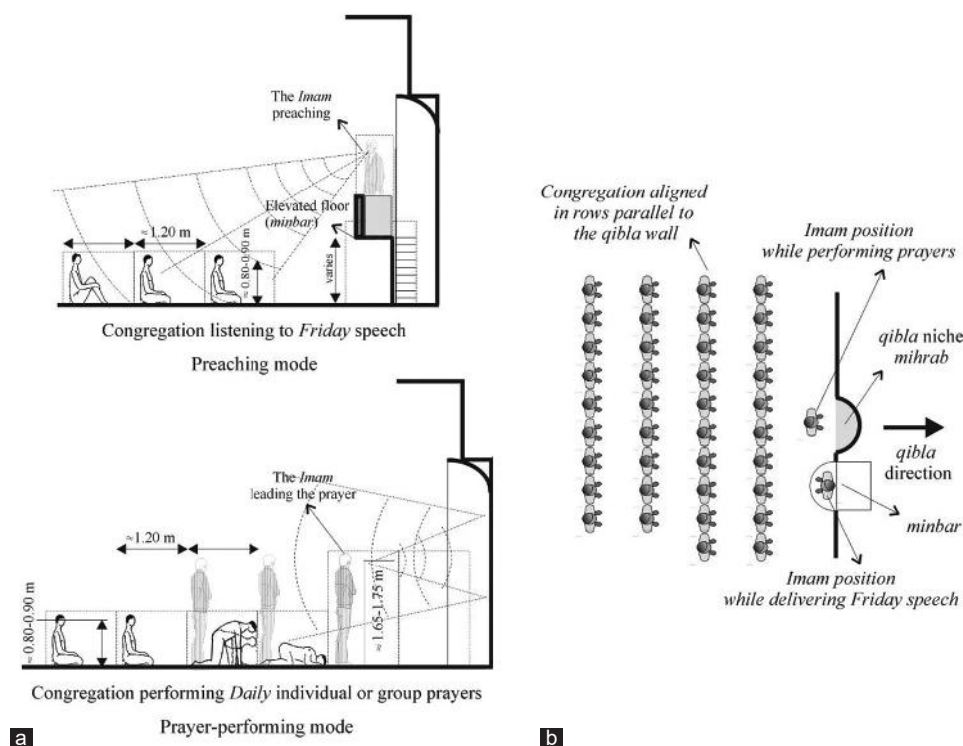 The Imam
preaching
Elevated floor
(minbar)
≈1.20 m
≈ 0.80-0.90 m
varies
Congregation listening to Friday speech
Preaching mode
The Imam
leading the prayer
≈1.20 m
≈ 0.80-0.90 m
≈ 1.65-1.75 m
Congregation performing Daily individual or group prayers
Prayer-performing mode
a
Congregation aligned
in rows parallel to
the qibla wall
Imam position
while performing prayers
qibla niche
mihrab
qibla
direction
minbar
Imam position
while delivering Friday speech
b